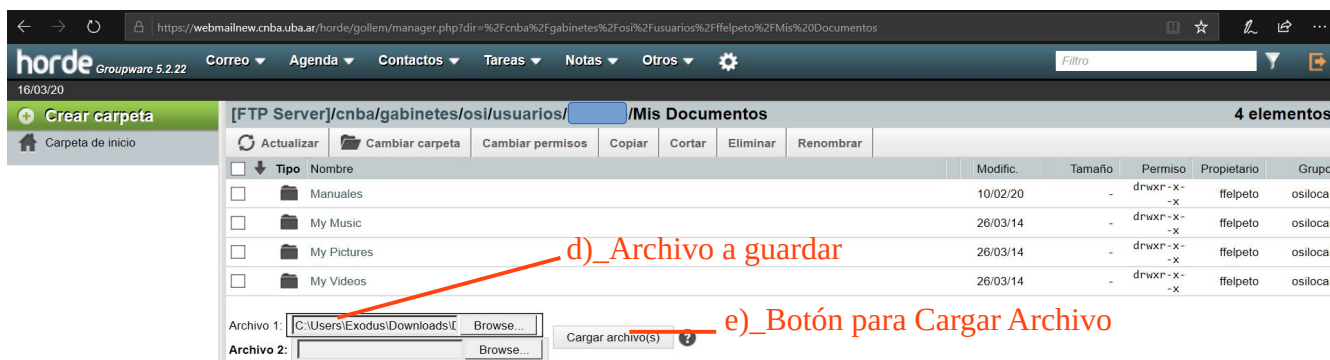 https://webmailnew.cnba.uba.ar/horde/gollem/manager.php?dir=%2Fcnba%2Fgabinetes%2Fosi%2Fusuarios%2Fffelpeto%2FMis%20Documentos
horde Groupware 5.2.22 Correo Agenda Contactos Tareas Notas Otros Filtro
16/03/20
Crear carpeta [FTP Server]/cnba/gabinetes/osi/usuarios/ /Mis Documentos 4 elementos
Carpeta de inicio Actualizar Cambiar carpeta Cambiar permisos Copiar Cortar Eliminar Renombrar
Tipo Nombre Modific. Tamaño Permiso Propietario Grupo
Manuales 10/02/20 - drwxr-x--x ffelpeto osiloca
My Music 26/03/14 - drwxr-x--x ffelpeto osiloca
My Pictures 26/03/14 - drwxr-x--x ffelpeto osiloca
d)_Archivo a guardar
My Videos 26/03/14 - drwxr-x--x ffelpeto osiloca
e)_Botón para Cargar Archivo
Archivo 1: C:\Users\Exodus\Downloads\D Browse... Cargar archivo(s) ?
Archivo 2: Browse...